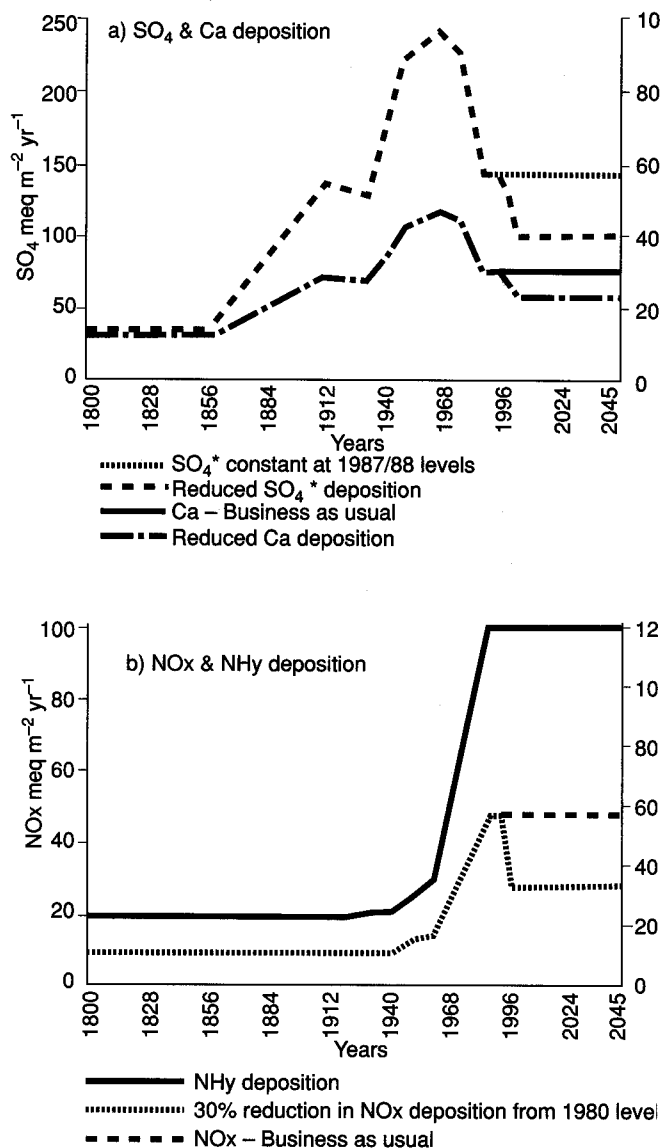 a) SO₄ & Ca deposition
SO₄ meq m⁻² yr⁻¹
250
200
150
100
50
0
10
80
60
40
20
0
1800 1828 1856 1884 1912 1940 1968 1996 2024 2045
Years
SO₄* constant at 1987/88 levels
Reduced SO₄* deposition
Ca – Business as usual
Reduced Ca deposition
b) NOx & NHy deposition
NOx meq m⁻² yr⁻¹
100
80
60
40
20
0
12
10
80
60
40
20
0
1800 1828 1856 1884 1912 1940 1968 1996 2024 2045
Years
NHy deposition
30% reduction in NOx deposition from 1980 level
NOx – Business as usual